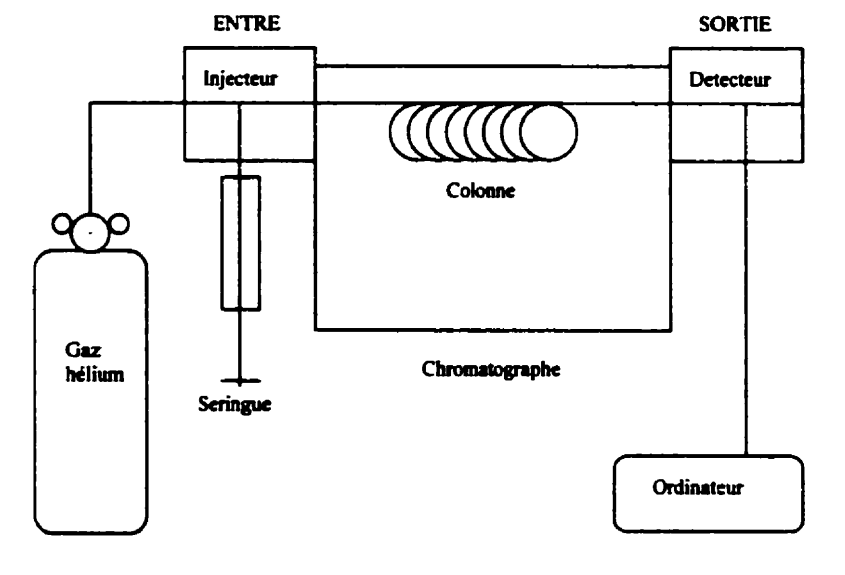 ENTRE
SORTIE
Injecteur
Detecteur
Colonne
Gaz
hélium
Chromatographe
Seringue
Ordinateur